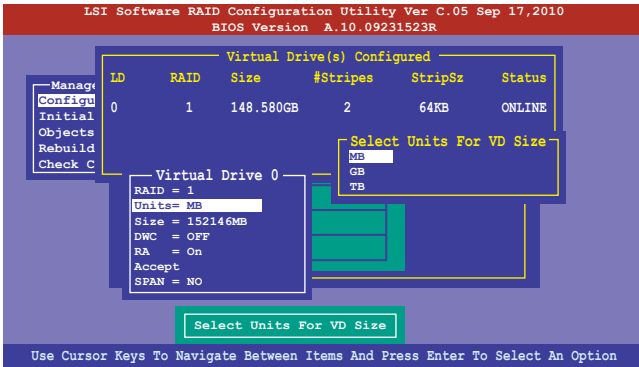 LSI Software RAID Configuration Utility Ver C.05 Sep 17,2010
BIOS Version A.10.09231523R
Virtual Drive(s) Configured
LD RAID Size #Stripes StripSz Status
0 1 148.580GB 2 64KB ONLINE
Manage
Configu
Initial
Objects
Rebuild
Check C
Select Units For VD Size
MB
GB
TB
Virtual Drive 0
RAID = 1
Units= MB
Size = 152146MB
DWC = OFF
RA = On
Accept
SPAN = NO
Select Units For VD Size
Use Cursor Keys To Navigate Between Items And Press Enter To Select An Option